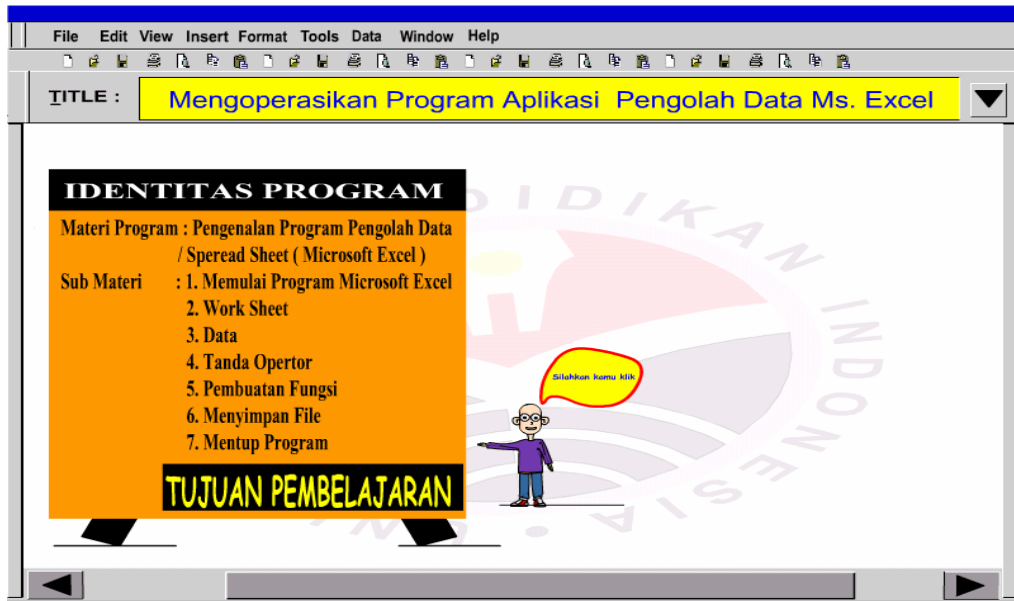 File Edit View Insert Format Tools Data Window Help
TITLE : Mengoperasikan Program Aplikasi Pengolah Data Ms. Excel
IDENTITAS PROGRAM
Materi Program : Pengenalan Program Pengolah Data
/ Speread Sheet ( Microsoft Excel )
Sub Materi : 1. Memulai Program Microsoft Excel
2. Work Sheet
3. Data
4. Tanda Opertor
5. Pembuatan Fungsi
6. Menyimpan File
7. Mentup Program
TUJUAN PEMBELAJARAN
Silahkan kamu klik
IDIKAN INDONESIA